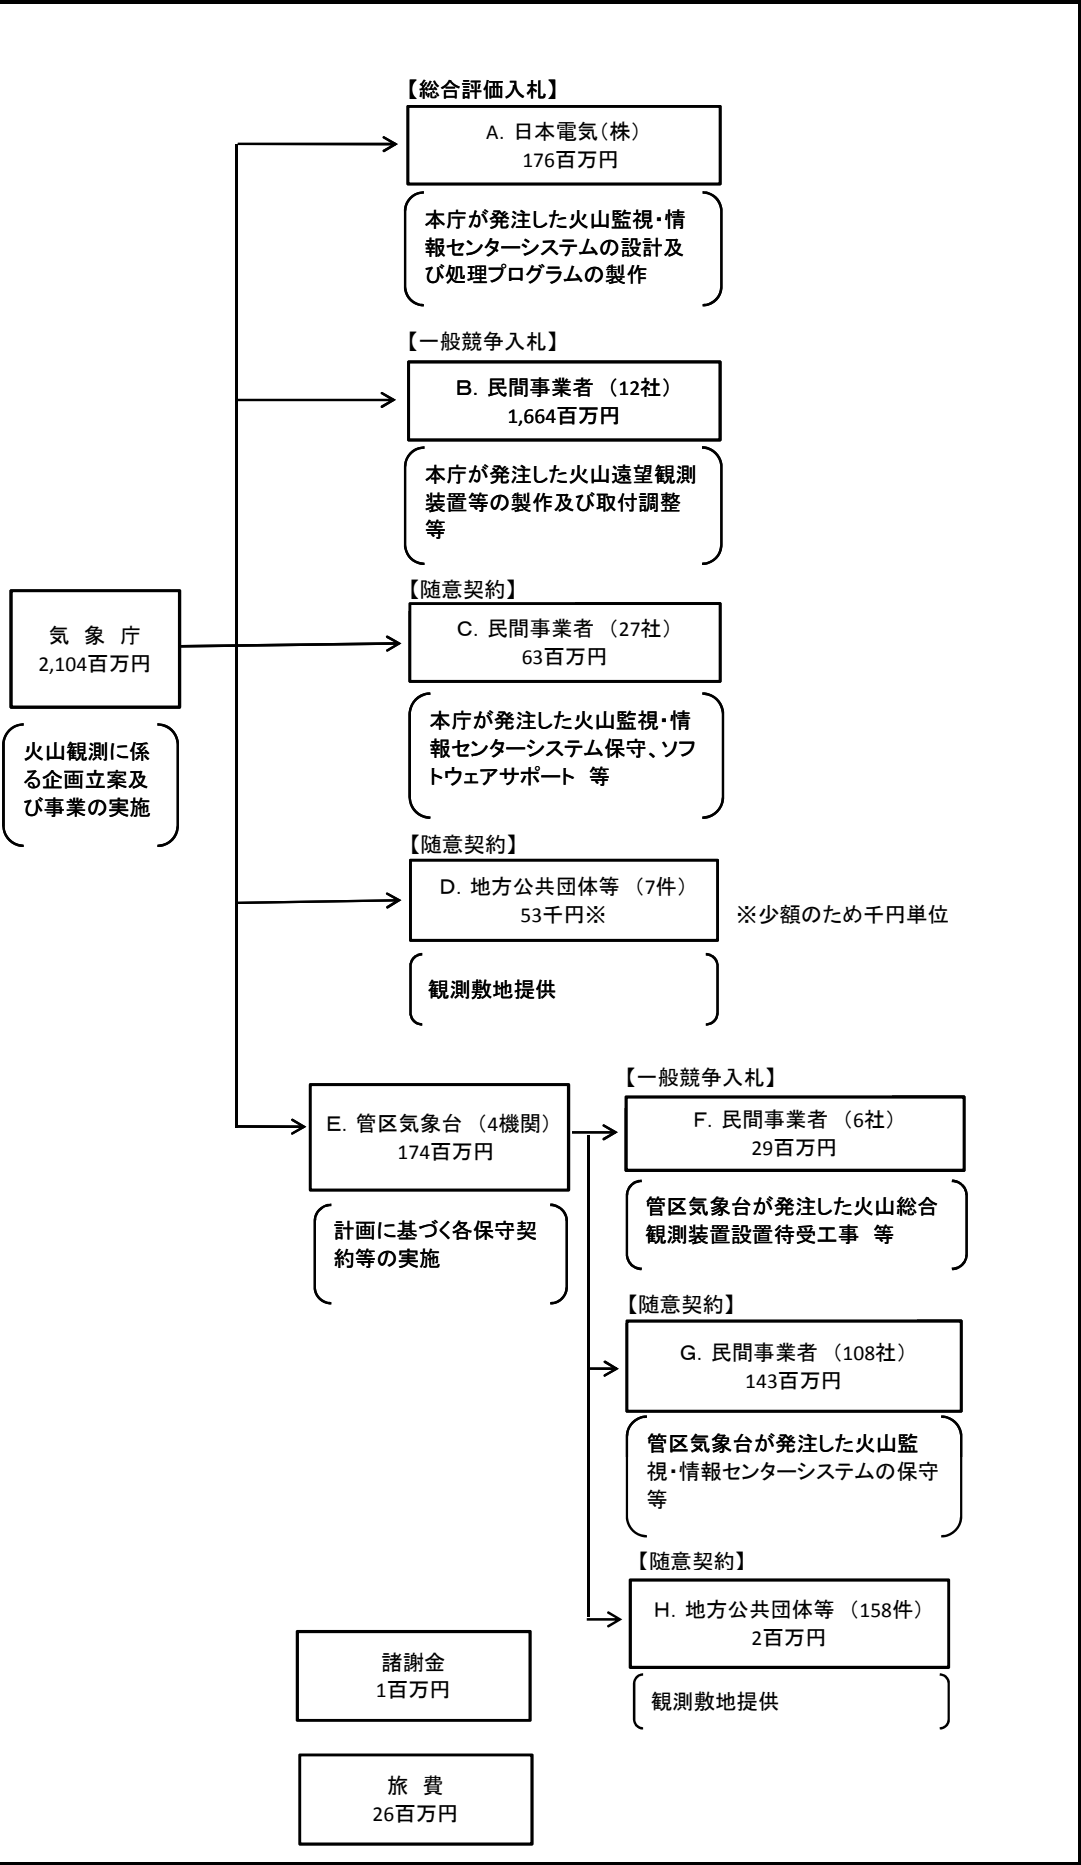 【総合評価入札】
A．日本電気（株）
176百万円
本庁が発注した火山監視・情
報センターシステムの設計及
び処理プログラムの製作
【一般競争入札】
B．民間事業者　（12社）
1,664百万円
本庁が発注した火山遠望観測
装置等の製作及び取付調整
等
【随意契約】
C．民間事業者　（27社）
63百万円
本庁が発注した火山監視・情
報センターシステム保守、ソフ
トウェアサポート　等
気　象　庁
2,104百万円
火山観測に係
る企画立案及
び事業の実施
【随意契約】
D．地方公共団体等　（7件）
53千円※
※少額のため千円単位
観測敷地提供
E．管区気象台　（4機関）
174百万円
計画に基づく各保守契
約等の実施
【一般競争入札】
F．民間事業者　（6社）
29百万円
管区気象台が発注した火山総合
観測装置設置待受工事　等
【随意契約】
G．民間事業者　（108社）
143百万円
管区気象台が発注した火山監
視・情報センターシステムの保守
等
【随意契約】
H．地方公共団体等　（158件）
2百万円
観測敷地提供
諸謝金
1百万円
旅　費
26百万円